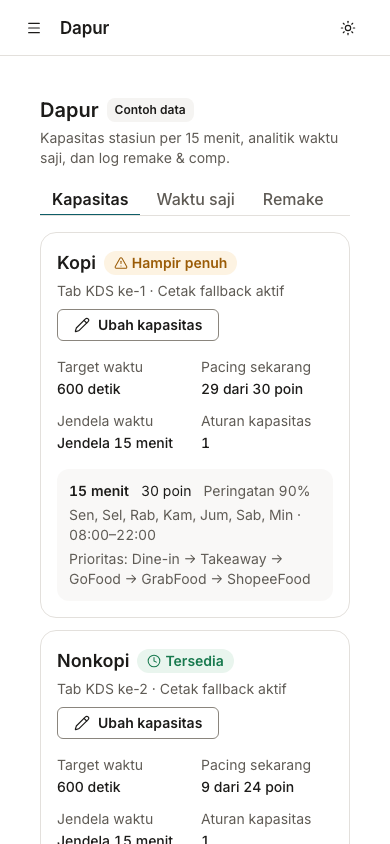 Dapur
Dapur Contoh data
Kapasitas stasiun per 15 menit, analitik waktu
saji, dan log remake & comp.
Kapasitas Waktu saji Remake
Kopi Hampir penuh
Tab KDS ke-1 · Cetak fallback aktif
Ubah kapasitas
Target waktu Pacing sekarang
600 detik 29 dari 30 poin
Jendela waktu Aturan kapasitas
Jendela 15 menit 1
15 menit 30 poin Peringatan 90%
Sen, Sel, Rab, Kam, Jum, Sab, Min ·
08:00–22:00
Prioritas: Dine-in → Takeaway →
GoFood → GrabFood → ShopeeFood
Nonkopi Tersedia
Tab KDS ke-2 · Cetak fallback aktif
Ubah kapasitas
Target waktu Pacing sekarang
600 detik 9 dari 24 poin
Jendela waktu Aturan kapasitas
Jendela 15 menit 1